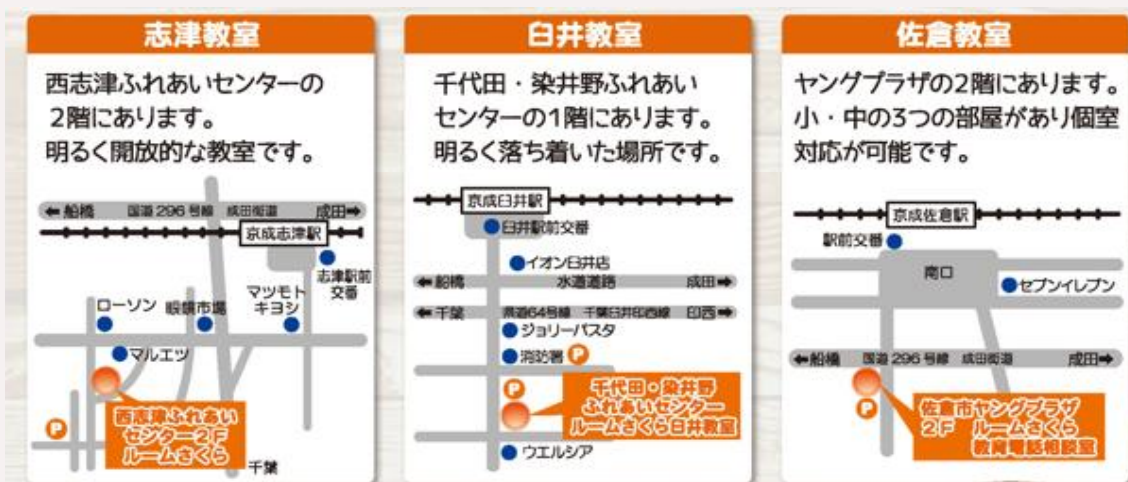 志津教室
西志津ふれあいセンターの
2階にあります。
明るく開放的な教室です。
←船橋 国道296号線 成田街道 成田→
京成志津駅
志津駅前
交番
ローソン
眼鏡市場
マツモト
キヨシ
マルエツ
P
西志津ふれあい
センター2F
ルームさくら
千葉
臼井教室
千代田・染井野ふれあい
センターの1階にあります。
明るく落ち着いた場所です。
京成臼井駅
臼井駅前交番
イオン臼井店
←船橋 水道道路 成田→
←千葉 県道64号線 千葉臼井印西線 印西→
ジョリーパスタ
消防署 P
P
千代田・染井野
ふれあいセンター
ルームさくら臼井教室
ウエルシア
佐倉教室
ヤングプラザの2階にあります。
小・中の3つの部屋があり個室
対応が可能です。
京成佐倉駅
駅前交番
南口
セブンイレブン
←船橋 国道296号線 成田街道 成田→
P
佐倉市ヤングプラザ
2F ルームさくら
教育電話相談室